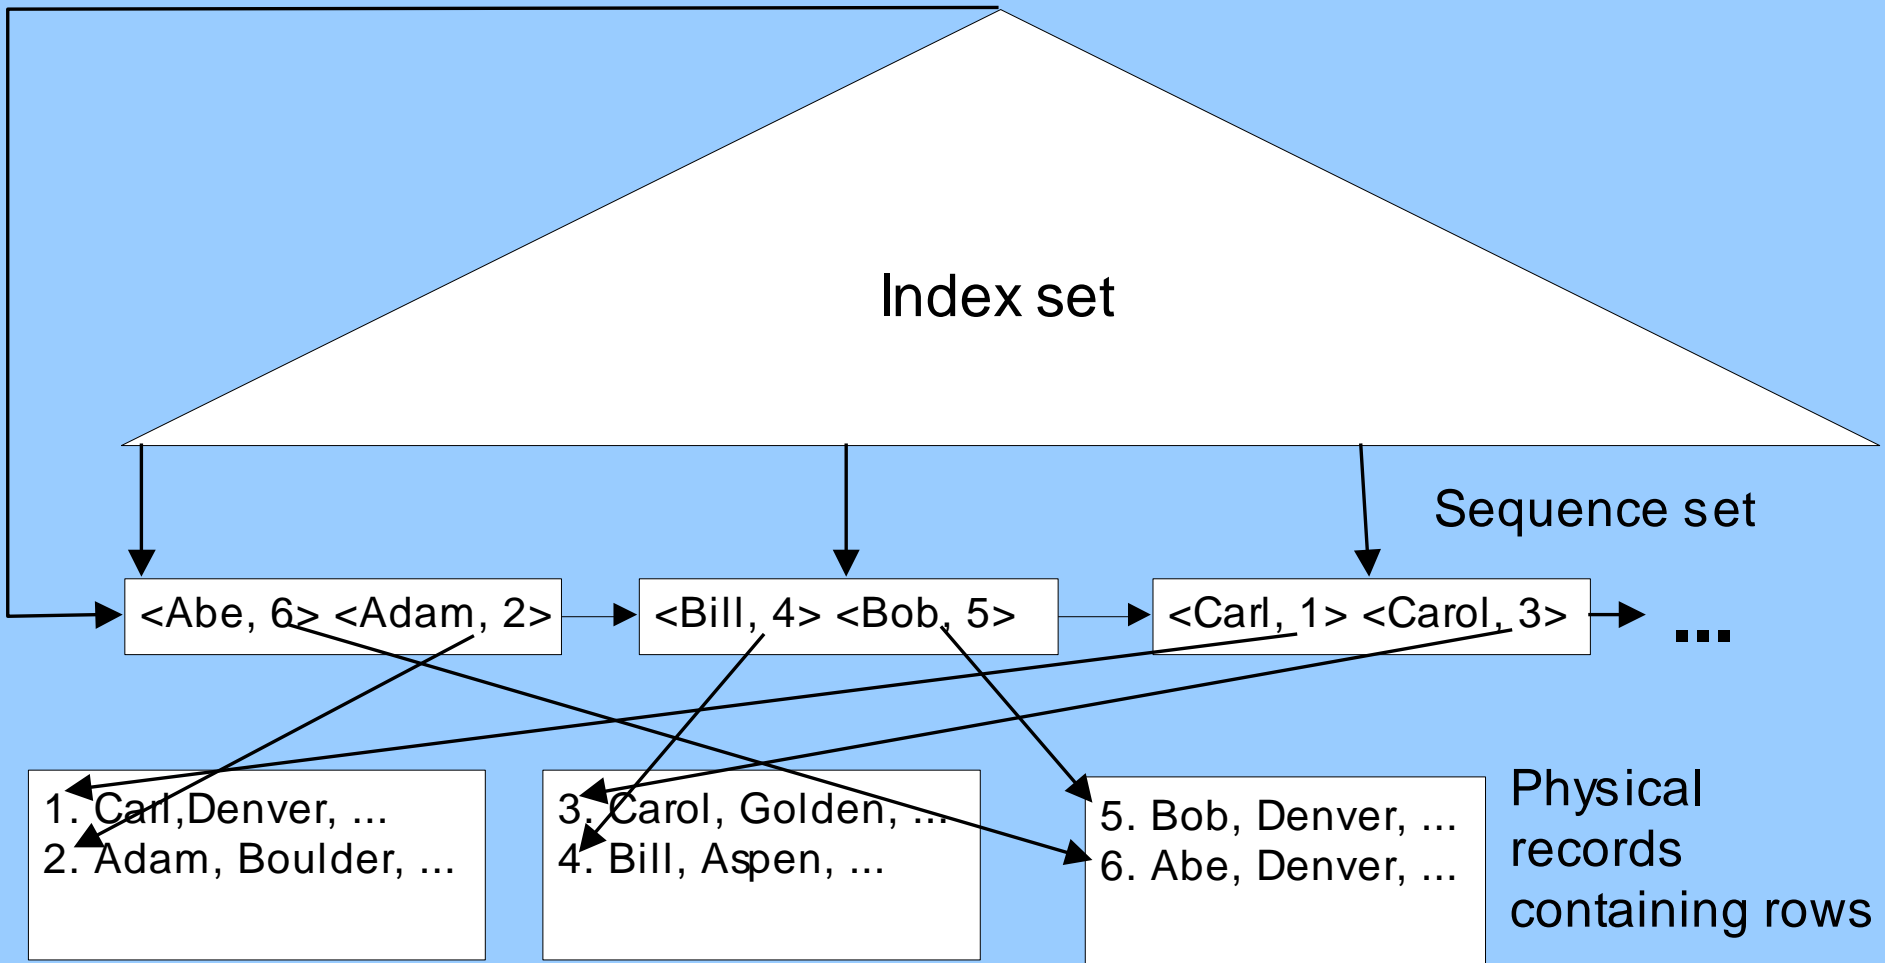 Index set
Sequence set
<Abe, 6> <Adam, 2>
<Bill, 4> <Bob, 5>
<Carl, 1> <Carol, 3>
...
1. Carl,Denver, ...
2. Adam, Boulder, ...
3. Carol, Golden, ...
4. Bill, Aspen, ...
5. Bob, Denver, ...
6. Abe, Denver, ...
Physical
records
containing rows